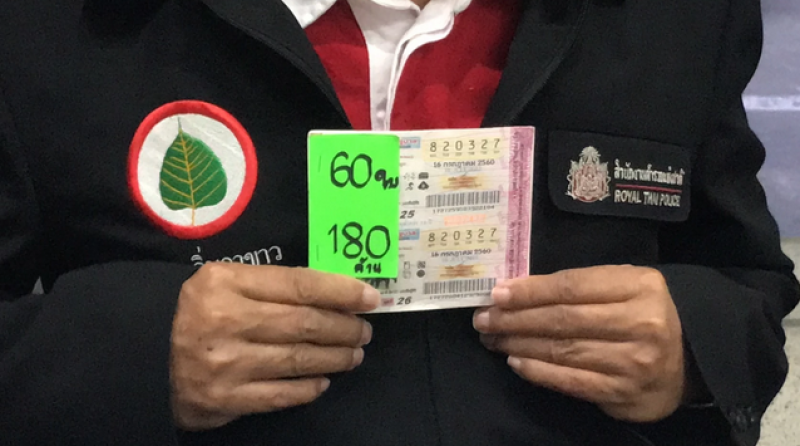 60 ใบ
180
ล้าน
820327
16 กรกฎาคม 2560
25
820327
16 กรกฎาคม 2560
26
สำนักงานตำรวจแห่งชาติ
ROYAL THAI POLICE